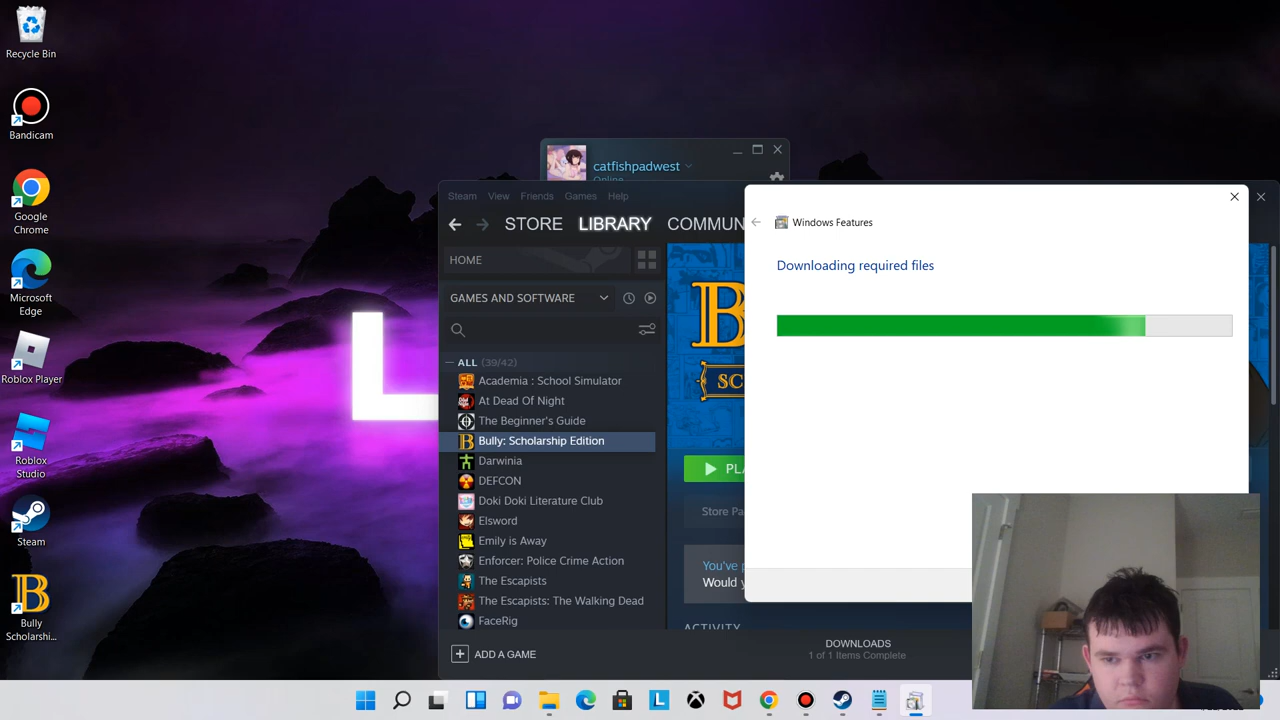 Recycle Bin
Bandicam
Google
Chrome
Microsoft
Edge
Roblox Player
Roblox
Studio
Steam
Bully
Scholarshi...
L
catfishpadwest
Online
Steam View Friends Games Help
STORE LIBRARY COMMUN
HOME
GAMES AND SOFTWARE
ALL (39/42)
Academia : School Simulator
At Dead Of Night
The Beginner's Guide
Bully: Scholarship Edition
Darwinia
DEFCON
Doki Doki Literature Club
Elsword
Emily is Away
Enforcer: Police Crime Action
The Escapists
The Escapists: The Walking Dead
FaceRig
ADD A GAME
B
SC
PLA
Store Pa
You've p
Would y
ACTIVITY
DOWNLOADS
1 of 1 Items Complete
Windows Features
Downloading required files